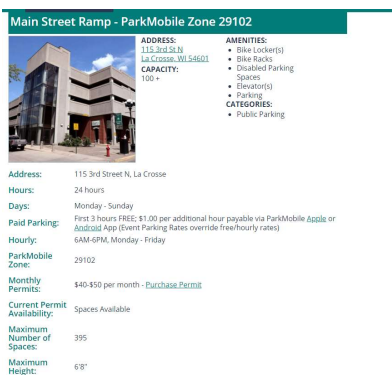 Main Street Ramp - ParkMobile Zone 29102
ADDRESS:
115 3rd St N
La Crosse, WI 54601
CAPACITY:
100 +
AMENITIES:
Bike Locker(s)
Bike Racks
Disabled Parking
Spaces
Elevator(s)
Parking
CATEGORIES:
Public Parking
Address: 115 3rd Street N, La Crosse
Hours: 24 hours
Days: Monday - Sunday
Paid Parking: First 3 hours FREE; $1.00 per additional hour payable via ParkMobile Apple or
Android App (Event Parking Rates override free/hourly rates)
Hourly: 6AM-6PM, Monday - Friday
ParkMobile
Zone: 29102
Monthly
Permits: $40-$50 per month - Purchase Permit
Current Permit
Availability: Spaces Available
Maximum
Number of
Spaces: 395
Maximum
Height: 6'8"